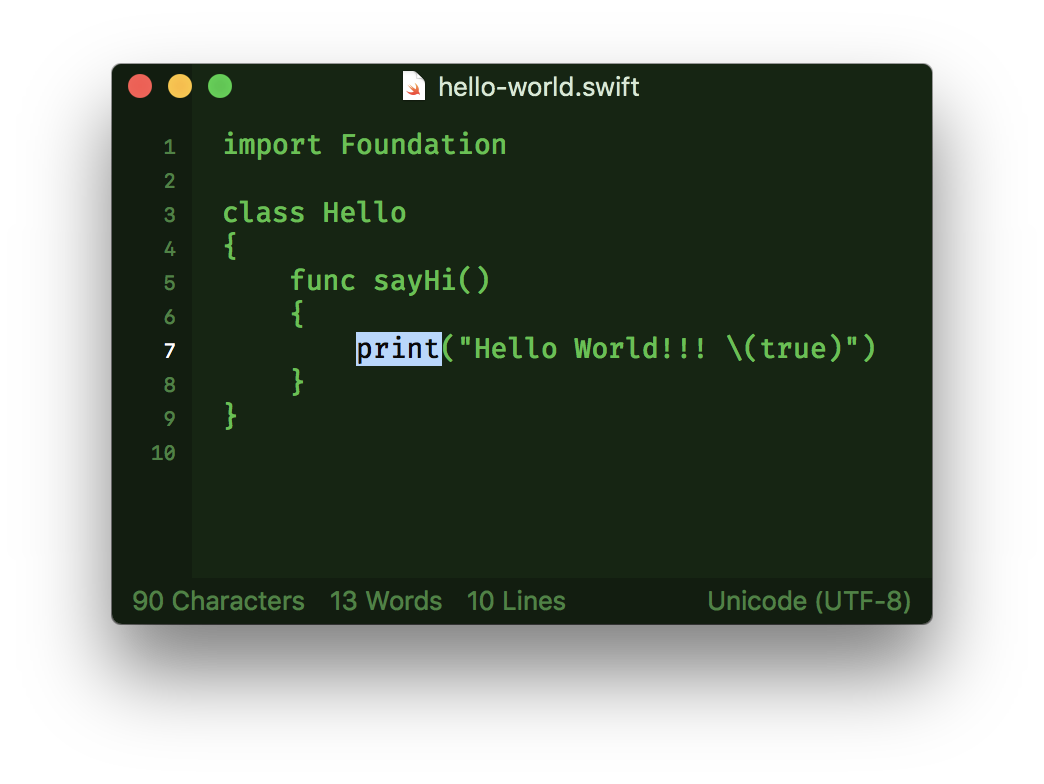 hello-world.swift
1 import Foundation
2
3 class Hello
4 {
5     func sayHi()
6     {
7         print("Hello World!!! \(true)")
8     }
9 }
10
90 Characters 13 Words 10 Lines Unicode (UTF-8)